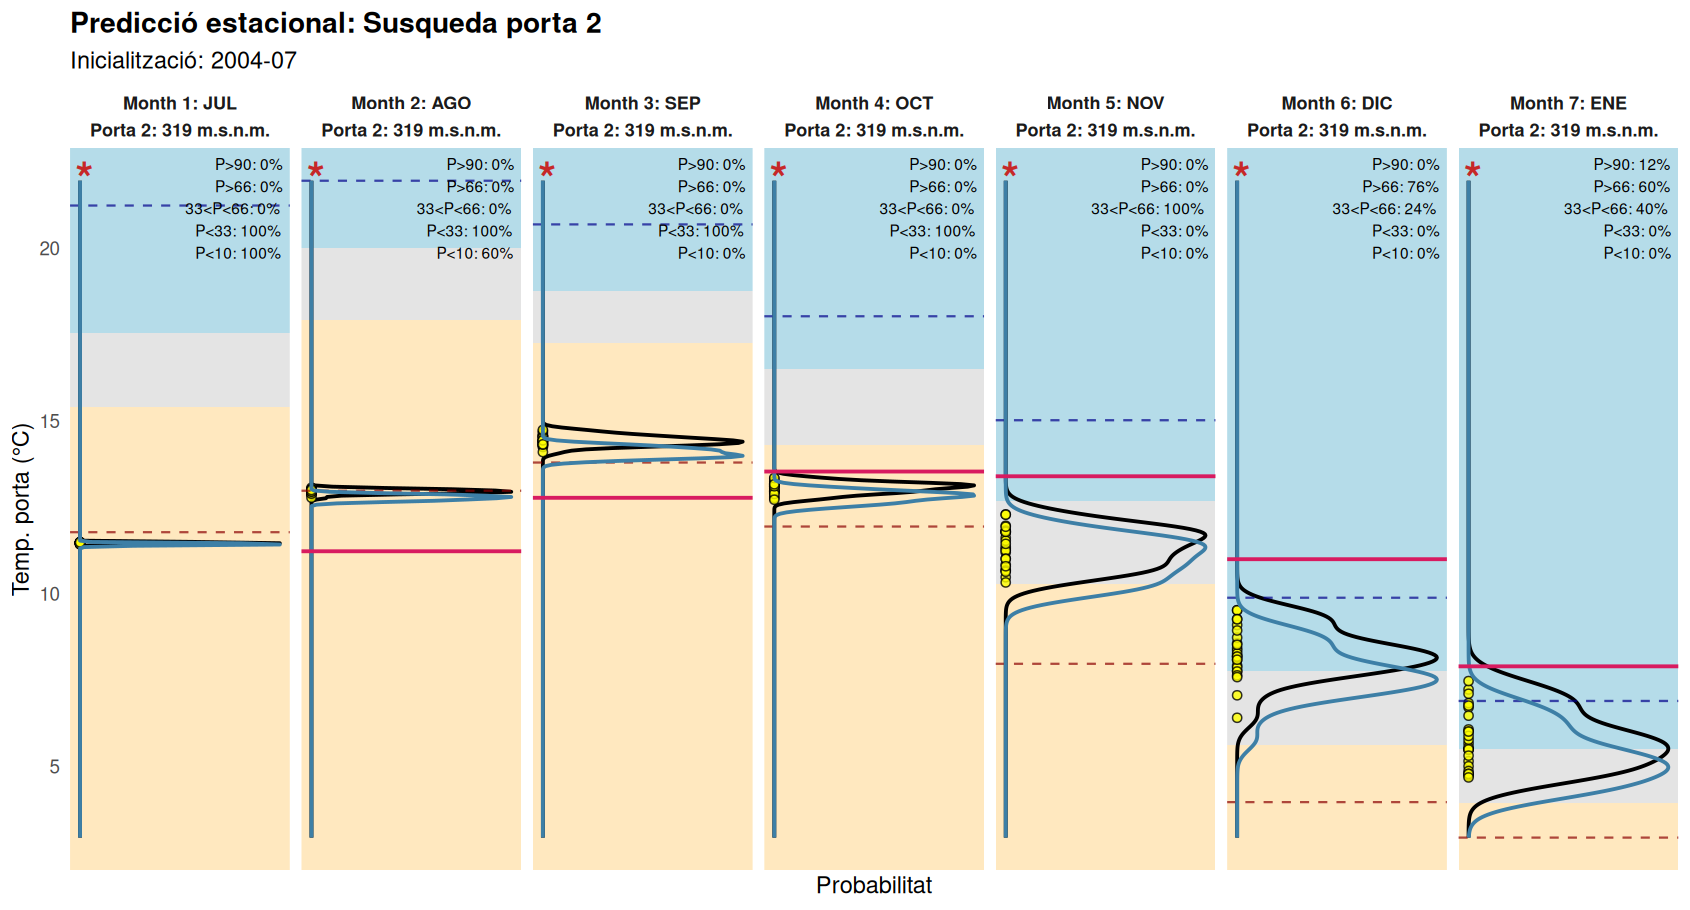 Predicció estacional: Susqueda porta 2
Inicialització: 2004-07
Month 1: JUL
Porta 2: 319 m.s.n.m.
Month 2: AGO
Porta 2: 319 m.s.n.m.
Month 3: SEP
Porta 2: 319 m.s.n.m.
Month 4: OCT
Porta 2: 319 m.s.n.m.
Month 5: NOV
Porta 2: 319 m.s.n.m.
Month 6: DIC
Porta 2: 319 m.s.n.m.
Month 7: ENE
Porta 2: 319 m.s.n.m.
*
P>90: 0%
P>66: 0%
33<P<66: 0%
P<33: 100%
P<10: 100%
*
P>90: 0%
P>66: 0%
33<P<66: 0%
P<33: 100%
P<10: 60%
*
P>90: 0%
P>66: 0%
33<P<66: 0%
P<33: 100%
P<10: 0%
*
P>90: 0%
P>66: 0%
33<P<66: 0%
P<33: 100%
P<10: 0%
*
P>90: 0%
P>66: 0%
33<P<66: 100%
P<33: 0%
P<10: 0%
*
P>90: 0%
P>66: 76%
33<P<66: 24%
P<33: 0%
P<10: 0%
*
P>90: 12%
P>66: 60%
33<P<66: 40%
P<33: 0%
P<10: 0%
Temp. porta (°C)
20
15
10
5
Probabilitat